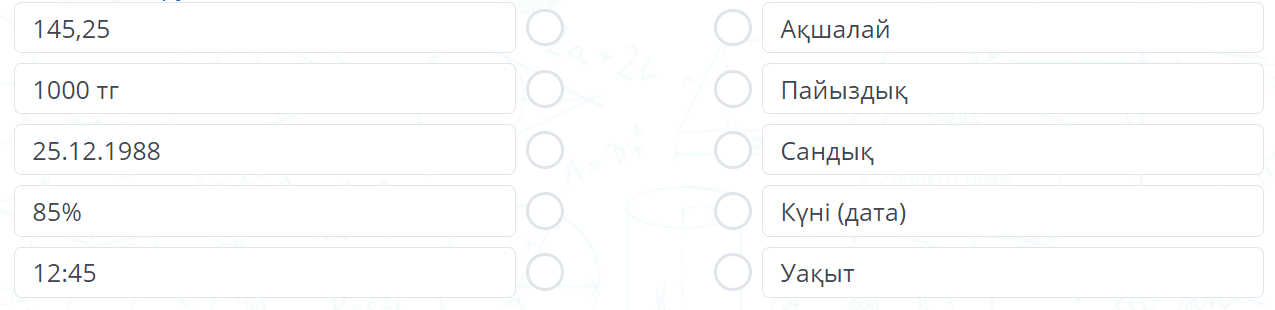 145,25
Ақшалай
1000 тг
Пайыздық
25.12.1988
Сандық
85%
Күні (дата)
12:45
Уақыт